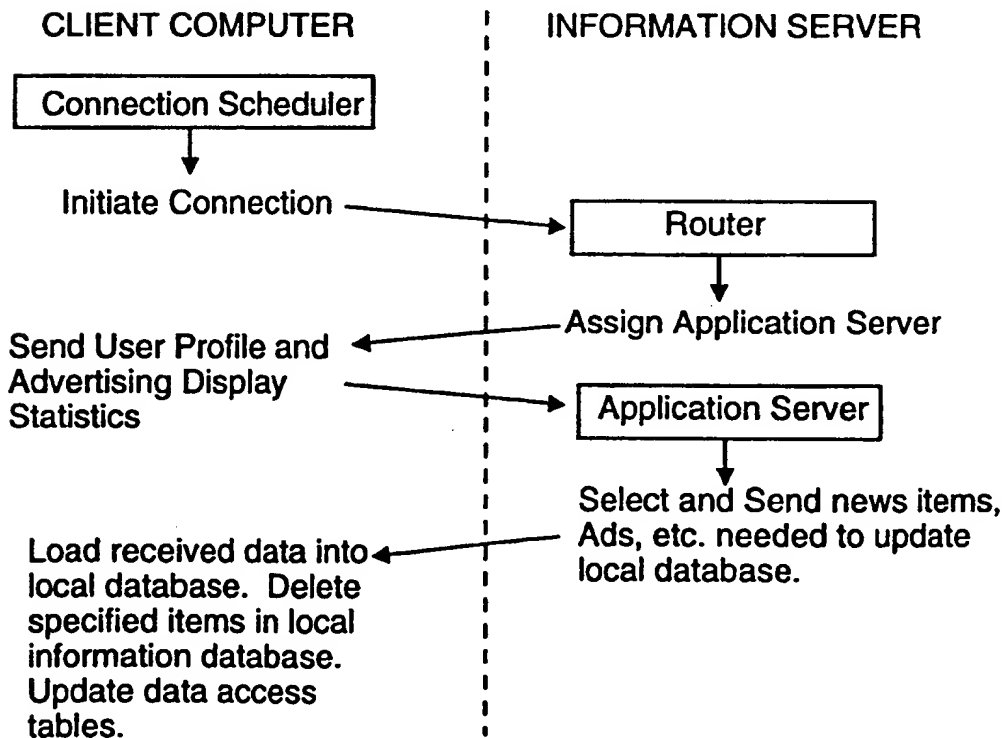 CLIENT COMPUTER
INFORMATION SERVER
Connection Scheduler
Initiate Connection
Router
Assign Application Server
Send User Profile and
Advertising Display
Statistics
Application Server
Select and Send news items,
Ads, etc. needed to update
local database.
Load received data into
local database. Delete
specified items in local
information database.
Update data access
tables.